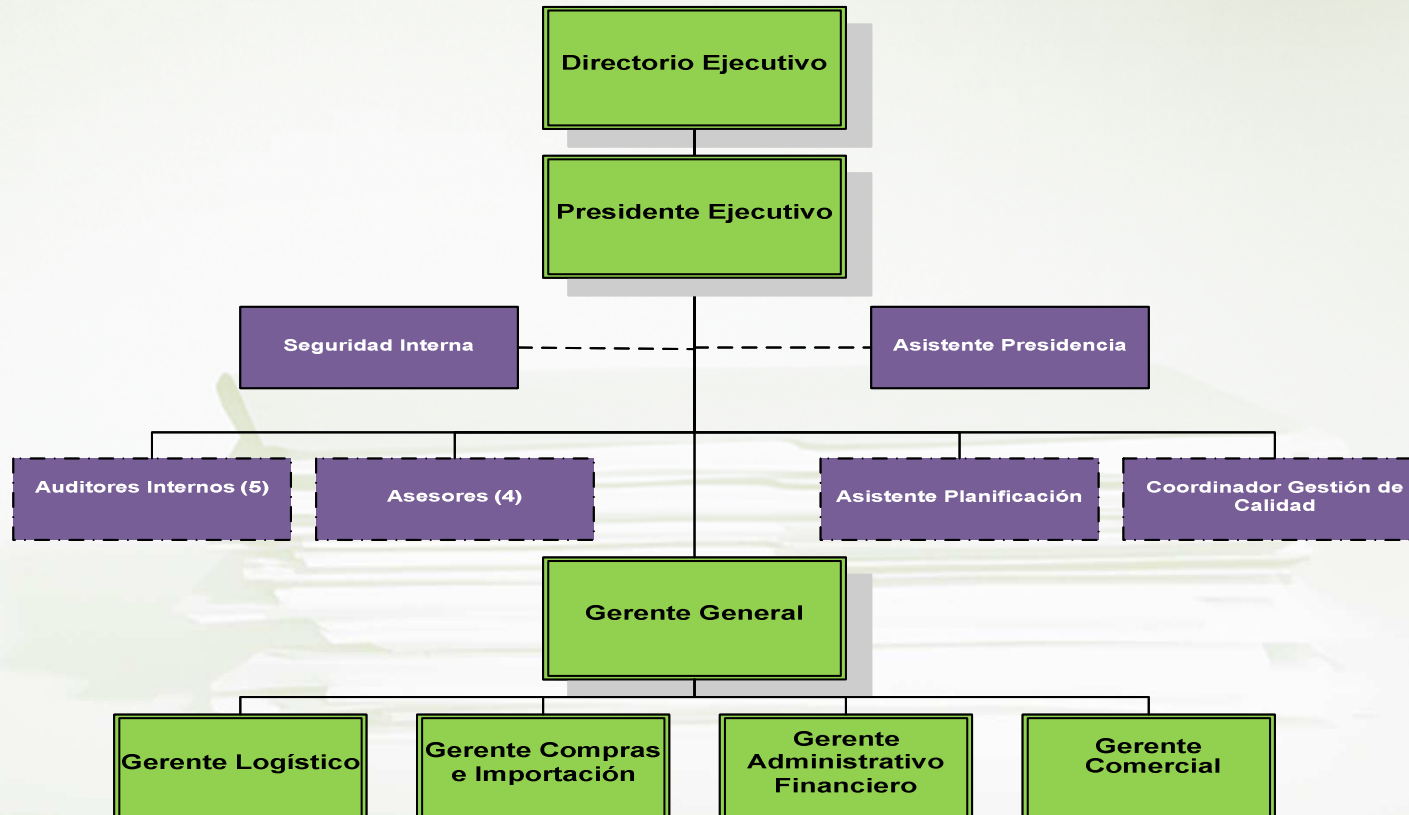 Directorio Ejecutivo
Presidente Ejecutivo
Seguridad Interna
Asistente Presidencia
Auditores Internos (5)
Asesores (4)
Asistente Planificación
Coordinador Gestión de
Calidad
Gerente General
Gerente Logístico
Gerente Compras
e Importación
Gerente
Administrativo
Financiero
Gerente
Comercial